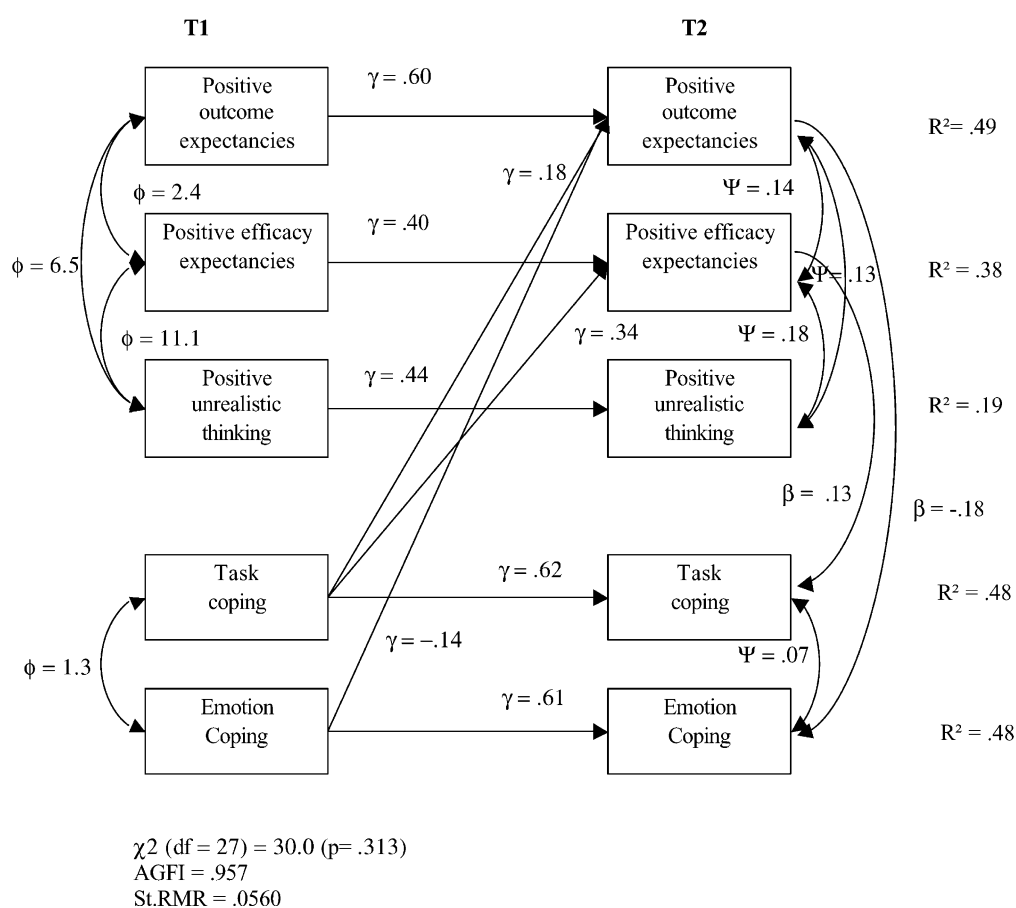 T1
T2
Positive
outcome
expectancies
γ = .60
Positive
outcome
expectancies
R²= .49
ϕ = 2.4
γ = .18
Ψ = .14
Positive efficacy
expectancies
γ = .40
Positive efficacy
expectancies
ϕ = 6.5
Ψ= .13
R² = .38
ϕ = 11.1
γ = .34
Ψ = .18
Positive
unrealistic
thinking
γ = .44
Positive
unrealistic
thinking
R² = .19
β = .13
β = -.18
Task
coping
γ = .62
Task
coping
R² = .48
ϕ = 1.3
γ = −.14
Ψ = .07
Emotion
Coping
γ = .61
Emotion
Coping
R² = .48
χ2 (df = 27) = 30.0 (p= .313)
AGFI = .957
St.RMR = .0560